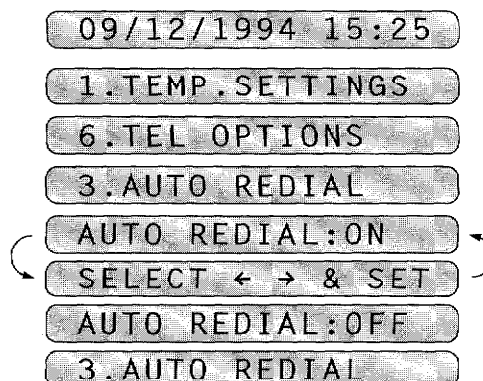 09/12/1994 15:25
1.TEMP.SETTINGS
6.TEL OPTIONS
3.AUTO REDIAL
AUTO REDIAL:ON
SELECT ← → & SET
AUTO REDIAL:OFF
3.AUTO REDIAL